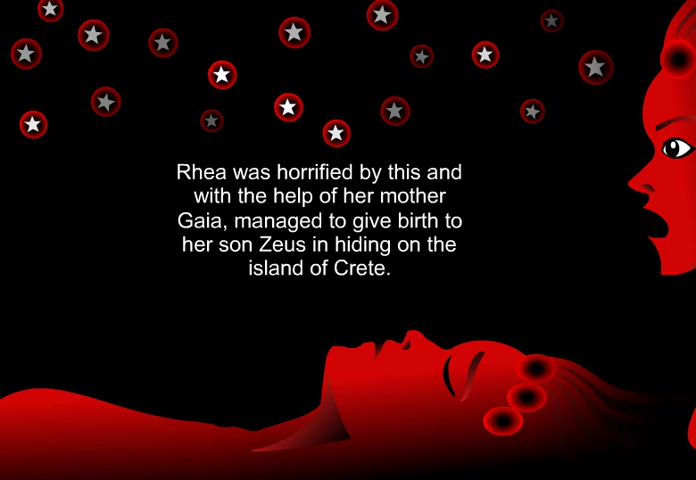 Rhea was horrified by this and
with the help of her mother
Gaia, managed to give birth to
her son Zeus in hiding on the
island of Crete.